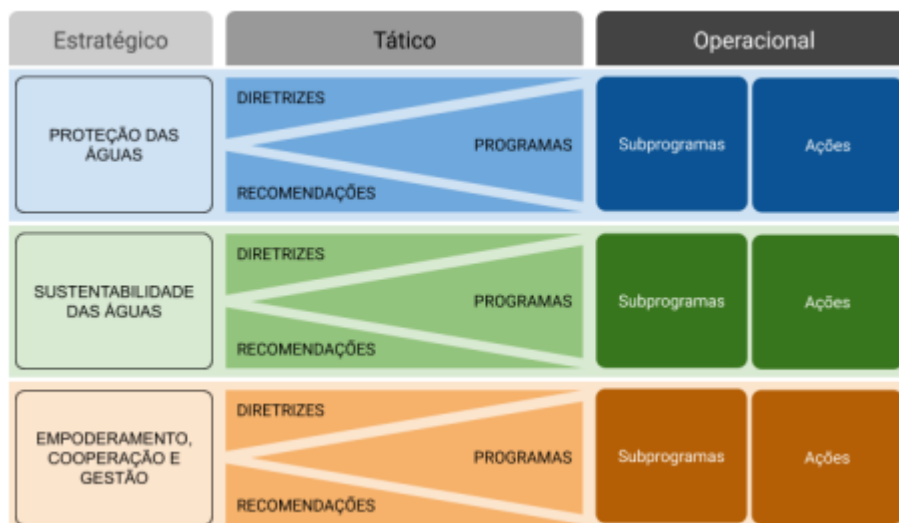 Estratégico
Tático
Operacional
PROTEÇÃO DAS
ÁGUAS
DIRETRIZES
PROGRAMAS
RECOMENDAÇÕES
Subprogramas
Ações
SUSTENTABILIDADE
DAS ÁGUAS
DIRETRIZES
PROGRAMAS
RECOMENDAÇÕES
Subprogramas
Ações
EMPODERAMENTO,
COOPERAÇÃO E
GESTÃO
DIRETRIZES
PROGRAMAS
RECOMENDAÇÕES
Subprogramas
Ações